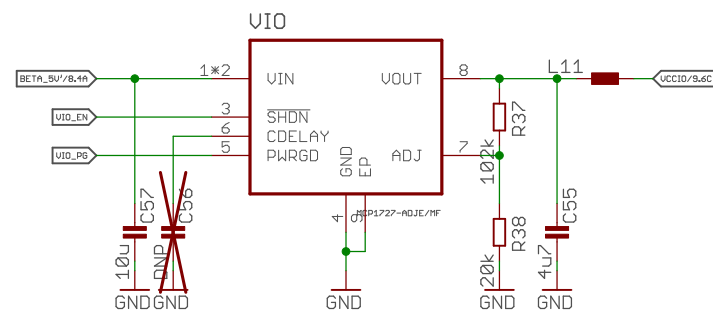 VIO
BETA_5V'/8.4A
1*2
VIN
VOUT
8
L11
VCCIO/9.6C
VIO_EN
3
SHDN
6
CDELAY
VIO_PG
5
PWRGD
GND
EP
ADJ
7
R37
102k
4
9
MCP1727-ADJE/MF
C57
10u
C56
DNP
R38
20k
C55
4u7
GND
GND
GND
GND
GND